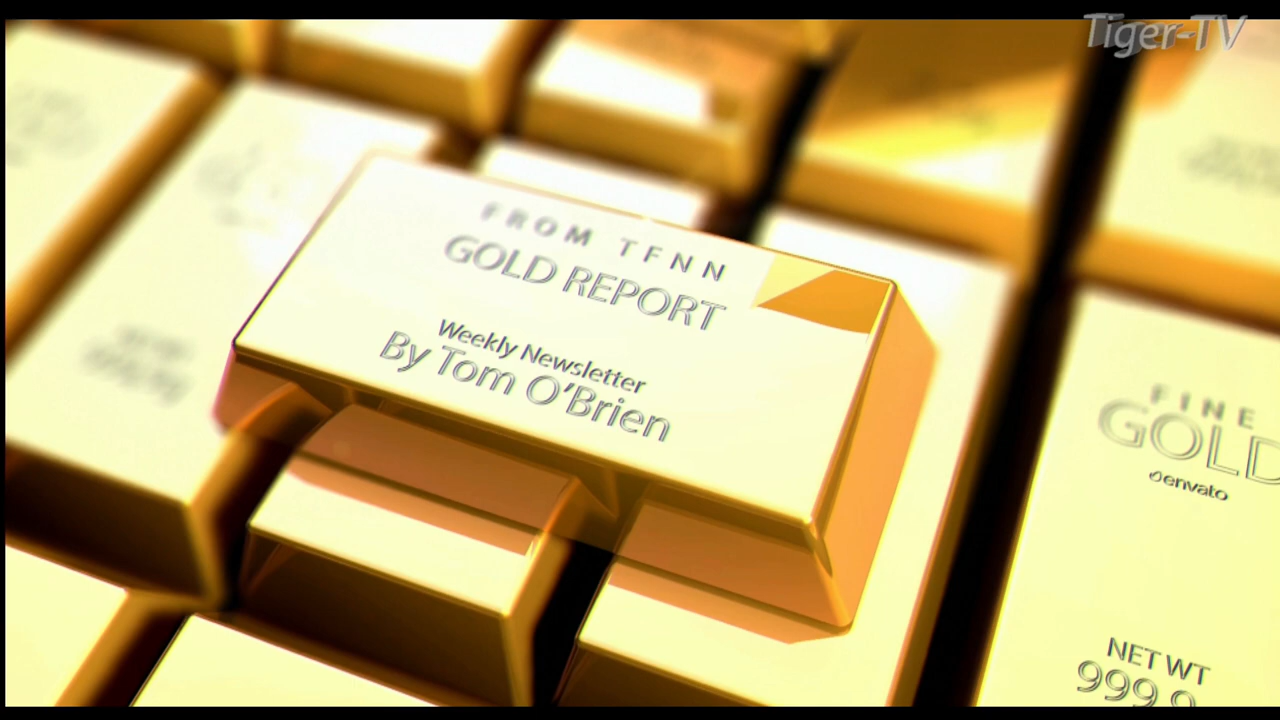 Tiger-TV
FROM TFNN
GOLD REPORT
Weekly Newsletter
By Tom O'Brien
FINE
GOLD
envato
NET WT
999.9